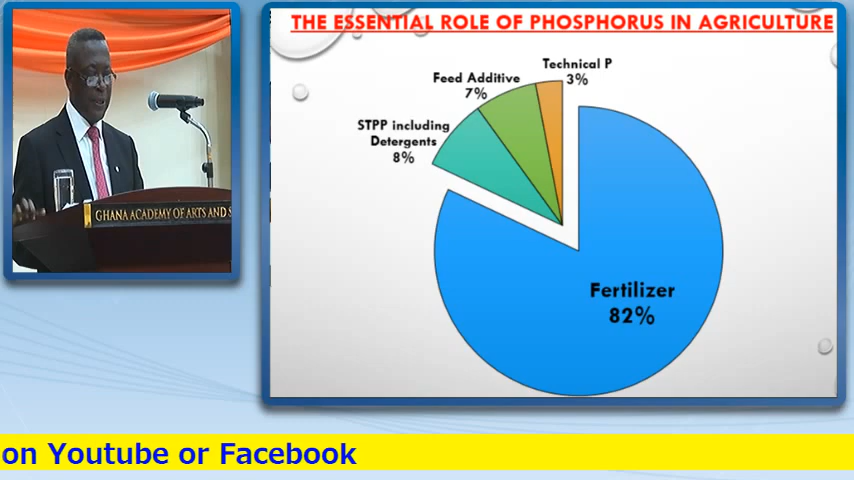 GHANA ACADEMY OF ARTS AND S
THE ESSENTIAL ROLE OF PHOSPHORUS IN AGRICULTURE
Technical P
3%
Feed Additive
7%
STPP including
Detergents
8%
Fertilizer
82%
on Youtube or Facebook